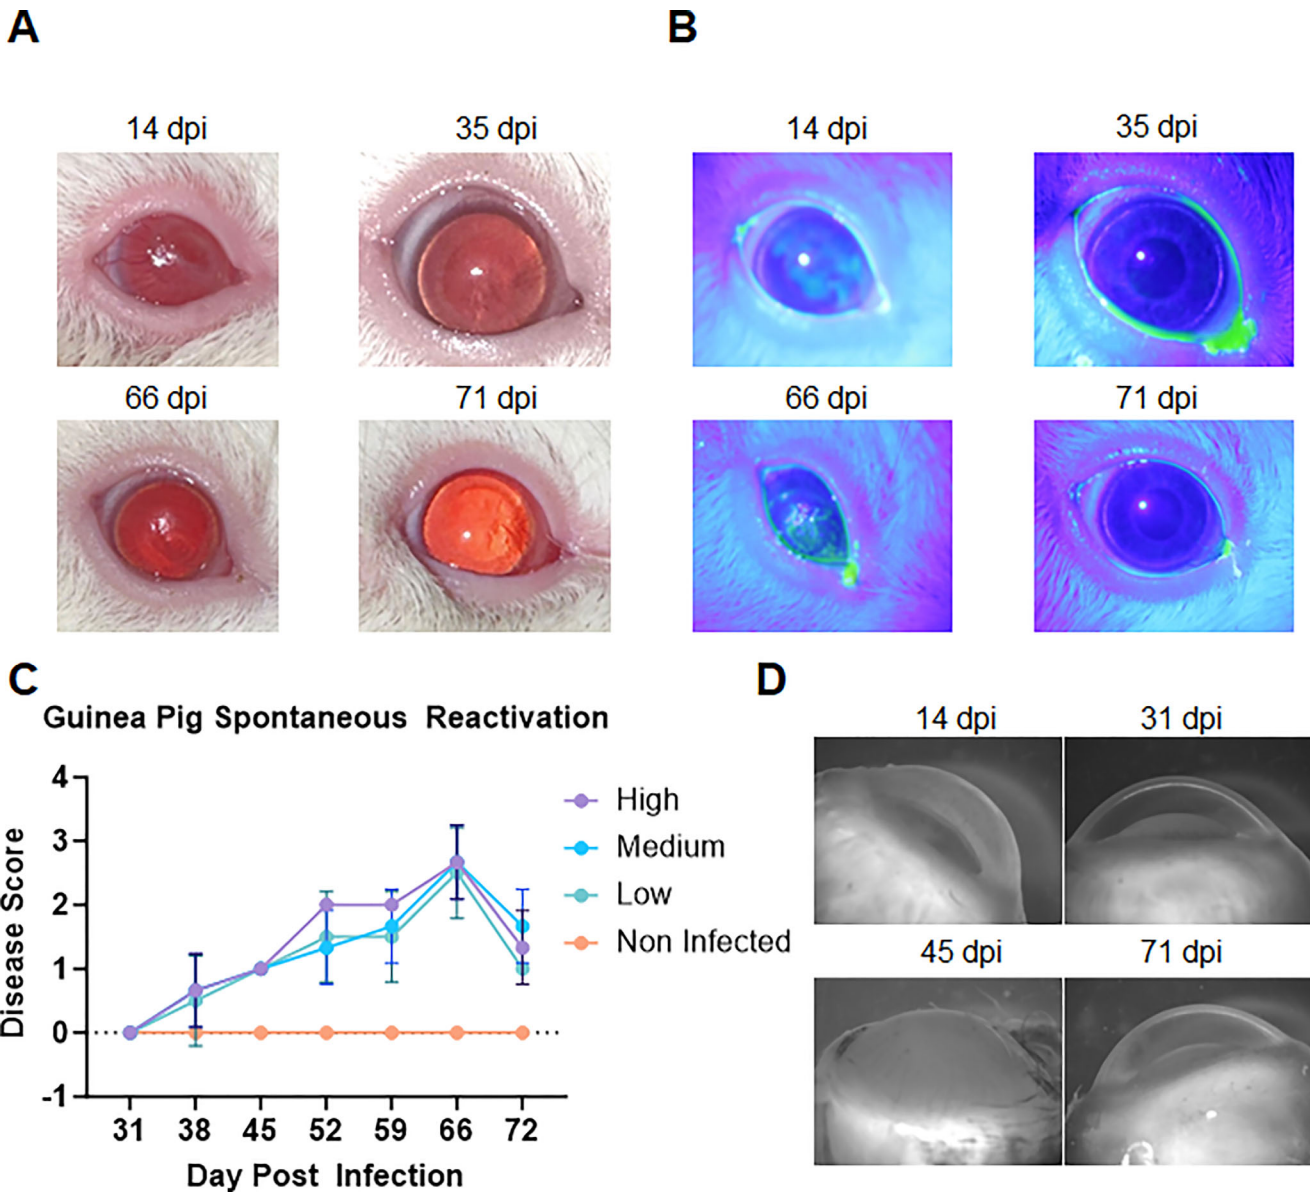 A
B
14 dpi
35 dpi
14 dpi
35 dpi
66 dpi
71 dpi
66 dpi
71 dpi
C
Guinea Pig Spontaneous Reactivation
Disease Score
4
3
2
1
0
-1
31 38 45 52 59 66 72
Day Post Infection
High
Medium
Low
Non Infected
D
14 dpi
31 dpi
45 dpi
71 dpi